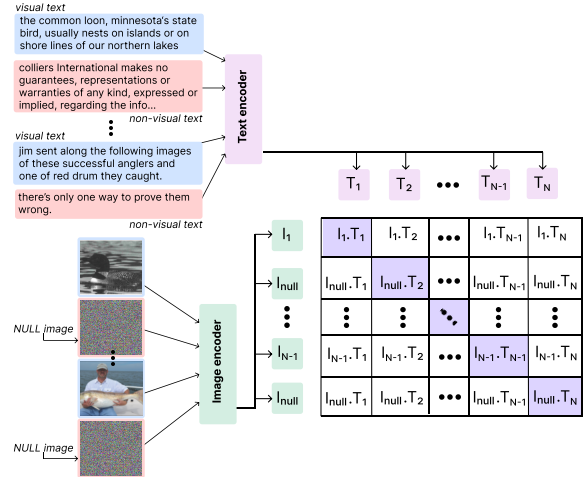 visual text
the common loon, minnesota's state
bird, usually nests on islands or on
shore lines of our northern lakes
colliers International makes no
guarantees, representations or
warranties of any kind, expressed or
implied, regarding the info...
non-visual text
visual text
jim sent along the following images
of these successful anglers and
one of red drum they caught.
there's only one way to prove them
wrong.
non-visual text
Text encoder
T1 T2 ••• TN-1 TN
NULL image
NULL image
Image encoder
I1
Inull
IN-1
Inull
I1.T1 I1.T2 ••• I1.TN-1 I1.TN
Inull.T1 Inull.T2 ••• Inull.TN-1 Inull.TN
IN-1.T1 IN-1.T2 ••• IN-1.TN-1 IN-1.TN
Inull.T1 Inull.T2 ••• Inull.TN-1 Inull.TN